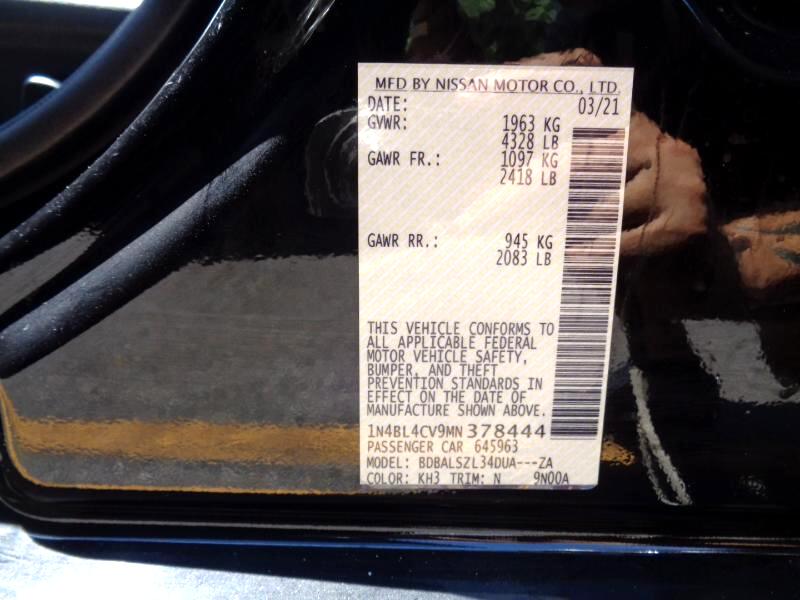 MFD BY NISSAN MOTOR CO., LTD.
DATE: 03/21
GVWR: 1963 KG
4328 LB
GAWR FR.: 1097 KG
2418 LB
GAWR RR.: 945 KG
2083 LB
THIS VEHICLE CONFORMS TO
ALL APPLICABLE FEDERAL
MOTOR VEHICLE SAFETY,
BUMPER, AND THEFT
PREVENTION STANDARDS IN
EFFECT ON THE DATE OF
MANUFACTURE SHOWN ABOVE.
1N4BL4CV9MN378444
PASSENGER CAR 645963
MODEL: BDBALSZL34DUA---ZA
COLOR: KH3 TRIM: N 9N00A